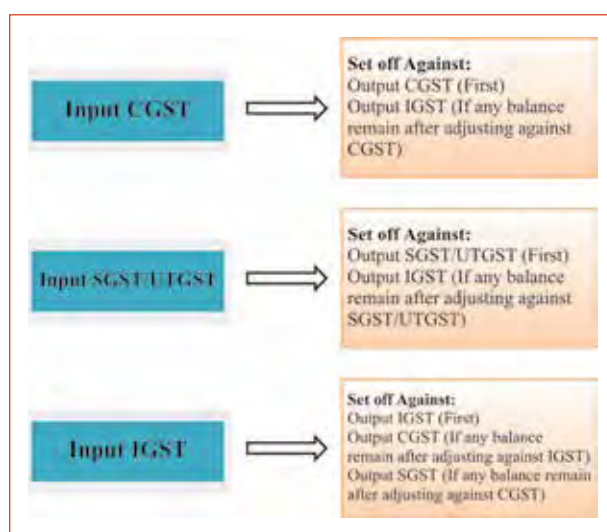 Input CGST
Set off Against:
Output CGST (First)
Output IGST (If any balance
remain after adjusting against
CGST)
Input SGST/UTGST
Set off Against:
Output SGST/UTGST (First)
Output IGST (If any balance
remain after adjusting against
SGST/UTGST)
Input IGST
Set off Against:
Output IGST (First)
Output CGST (If any balance
remain after adjusting against IGST)
Output SGST (If any balance remain
after adjusting against CGST)